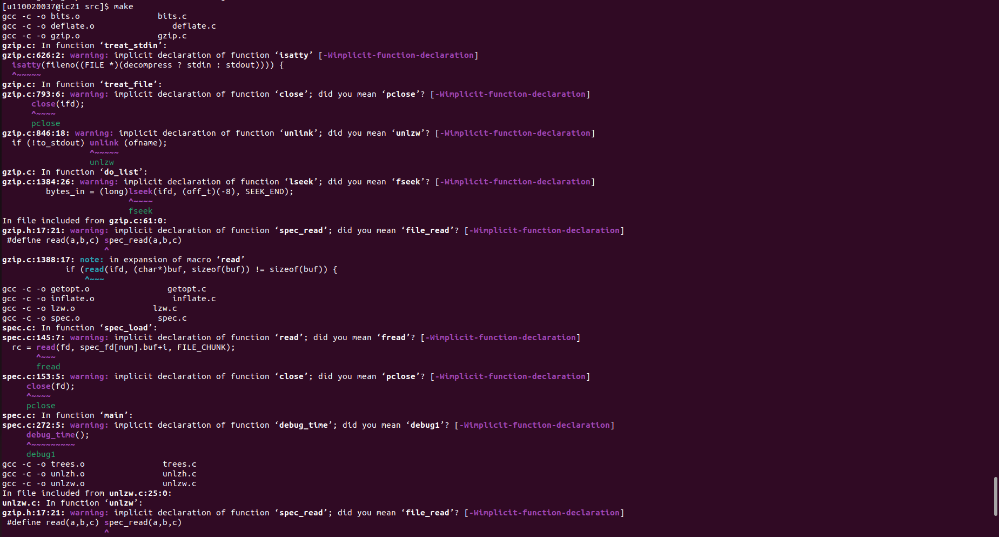 [u110020037@ic21 src]$ make
gcc -c -o bits.o                bits.c
gcc -c -o deflate.o                deflate.c
gcc -c -o gzip.o                gzip.c
gzip.c: In function ‘treat_stdin’:
gzip.c:626:2: warning: implicit declaration of function ‘isatty’ [-Wimplicit-function-declaration]
  isatty(fileno((FILE *)(decompress ? stdin : stdout)))) {
  ^~~~~~
gzip.c: In function ‘treat_file’:
gzip.c:793:6: warning: implicit declaration of function ‘close’; did you mean ‘pclose’? [-Wimplicit-function-declaration]
      close(ifd);
      ^~~~~
      pclose
gzip.c:846:18: warning: implicit declaration of function ‘unlink’; did you mean ‘unlzw’? [-Wimplicit-function-declaration]
  if (!to_stdout) unlink (ofname);
                  ^~~~~~
                  unlzw
gzip.c: In function ‘do_list’:
gzip.c:1384:26: warning: implicit declaration of function ‘lseek’; did you mean ‘fseek’? [-Wimplicit-function-declaration]
         bytes_in = (long)lseek(ifd, (off_t)(-8), SEEK_END);
                          ^~~~~
                          fseek
In file included from gzip.c:61:0:
gzip.h:17:21: warning: implicit declaration of function ‘spec_read’; did you mean ‘file_read’? [-Wimplicit-function-declaration]
 #define read(a,b,c) spec_read(a,b,c)
                     ^
gzip.c:1388:17: note: in expansion of macro ‘read’
             if (read(ifd, (char*)buf, sizeof(buf)) != sizeof(buf)) {
                 ^~~~
gcc -c -o getopt.o                getopt.c
gcc -c -o inflate.o                inflate.c
gcc -c -o lzw.o                lzw.c
gcc -c -o spec.o                spec.c
spec.c: In function ‘spec_load’:
spec.c:145:7: warning: implicit declaration of function ‘read’; did you mean ‘fread’? [-Wimplicit-function-declaration]
  rc = read(fd, spec_fd[num].buf+i, FILE_CHUNK);
       ^~~~
       fread
spec.c:153:5: warning: implicit declaration of function ‘close’; did you mean ‘pclose’? [-Wimplicit-function-declaration]
     close(fd);
     ^~~~~
     pclose
spec.c: In function ‘main’:
spec.c:272:5: warning: implicit declaration of function ‘debug_time’; did you mean ‘debug1’? [-Wimplicit-function-declaration]
     debug_time();
     ^~~~~~~~~~
     debug1
gcc -c -o trees.o                trees.c
gcc -c -o unlzh.o                unlzh.c
gcc -c -o unlzw.o                unlzw.c
In file included from unlzw.c:25:0:
unlzw.c: In function ‘unlzw’:
gzip.h:17:21: warning: implicit declaration of function ‘spec_read’; did you mean ‘file_read’? [-Wimplicit-function-declaration]
 #define read(a,b,c) spec_read(a,b,c)
                     ^